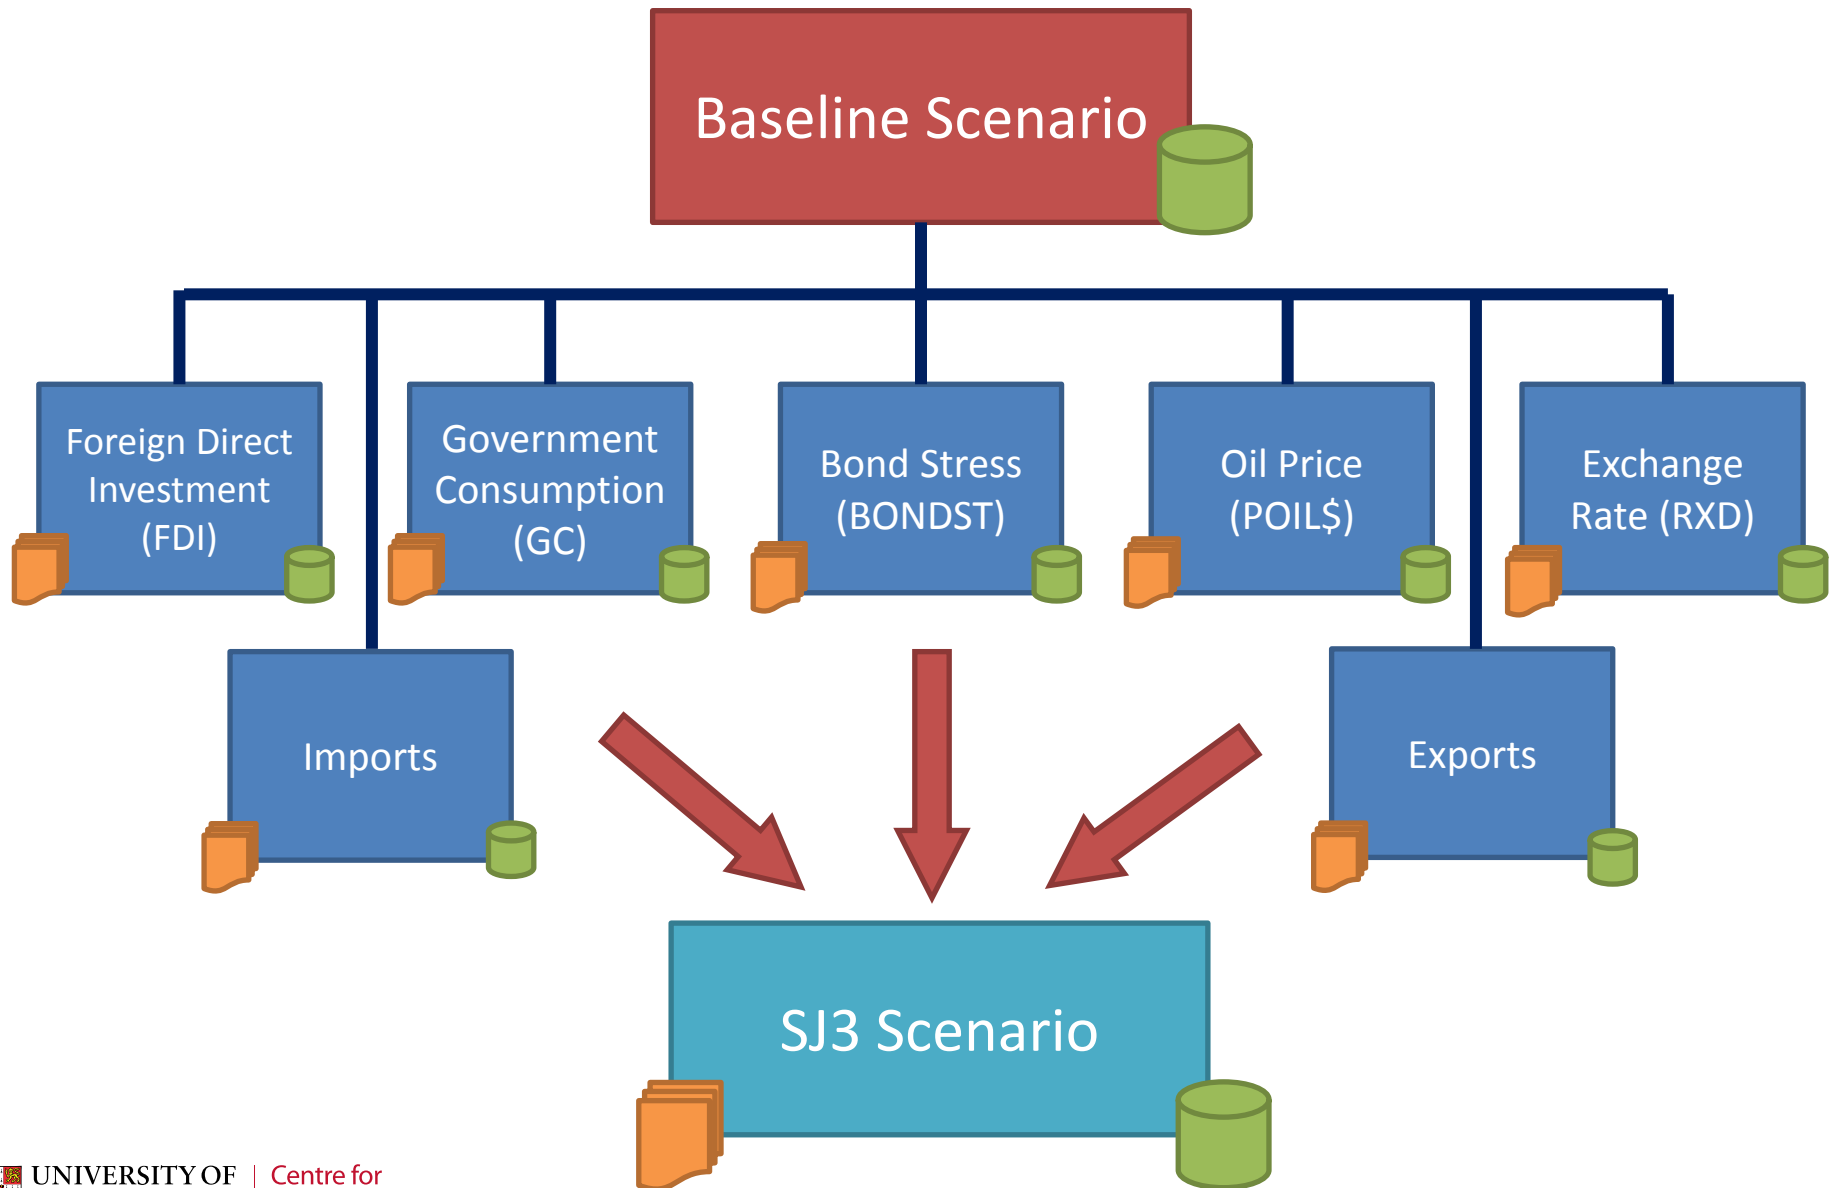 Baseline Scenario
Foreign Direct
Investment
(FDI)
Government
Consumption
(GC)
Bond Stress
(BONDST)
Oil Price
(POIL$)
Exchange
Rate (RXD)
Imports
Exports
SJ3 Scenario
UNIVERSITY OF
Centre for